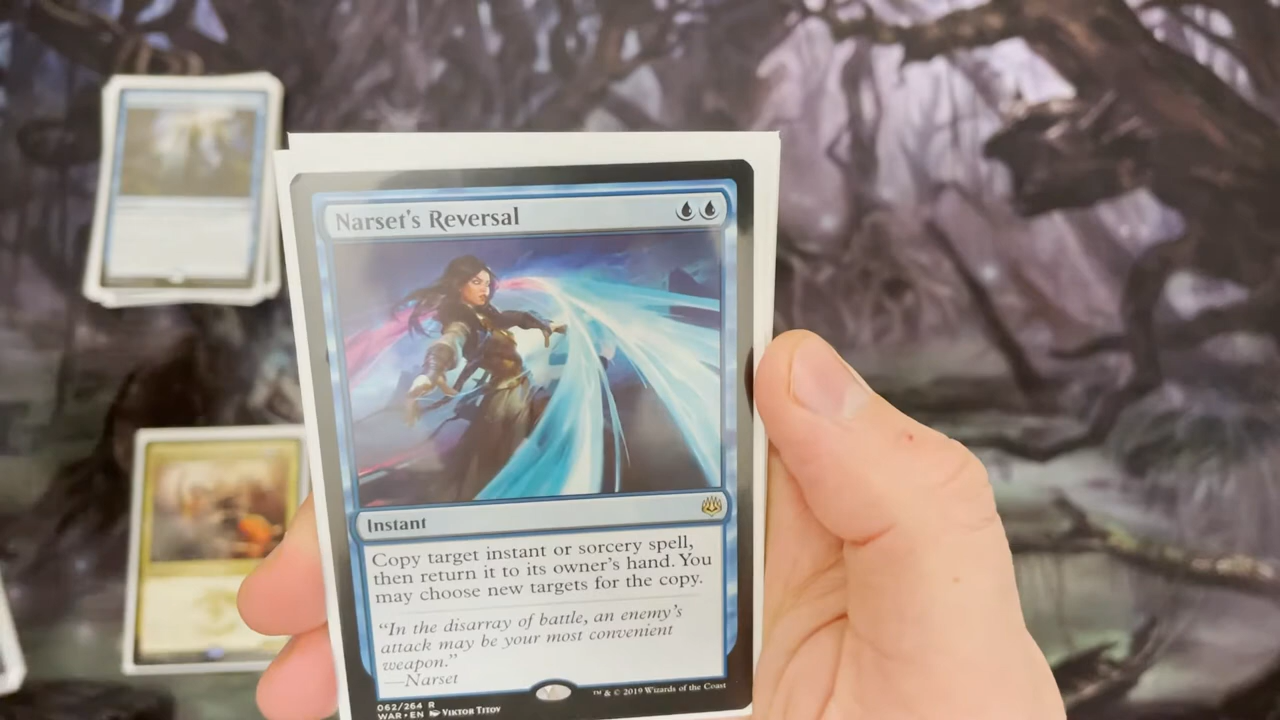 Narset's Reversal
Instant
Copy target instant or sorcery spell,
then return it to its owner's hand. You
may choose new targets for the copy.
“In the disarray of battle, an enemy's
attack may be your most convenient
weapon.”
—Narset
062/264 R
WAR • EN VIKTOR TITOV
™ & © 2019 Wizards of the Coast